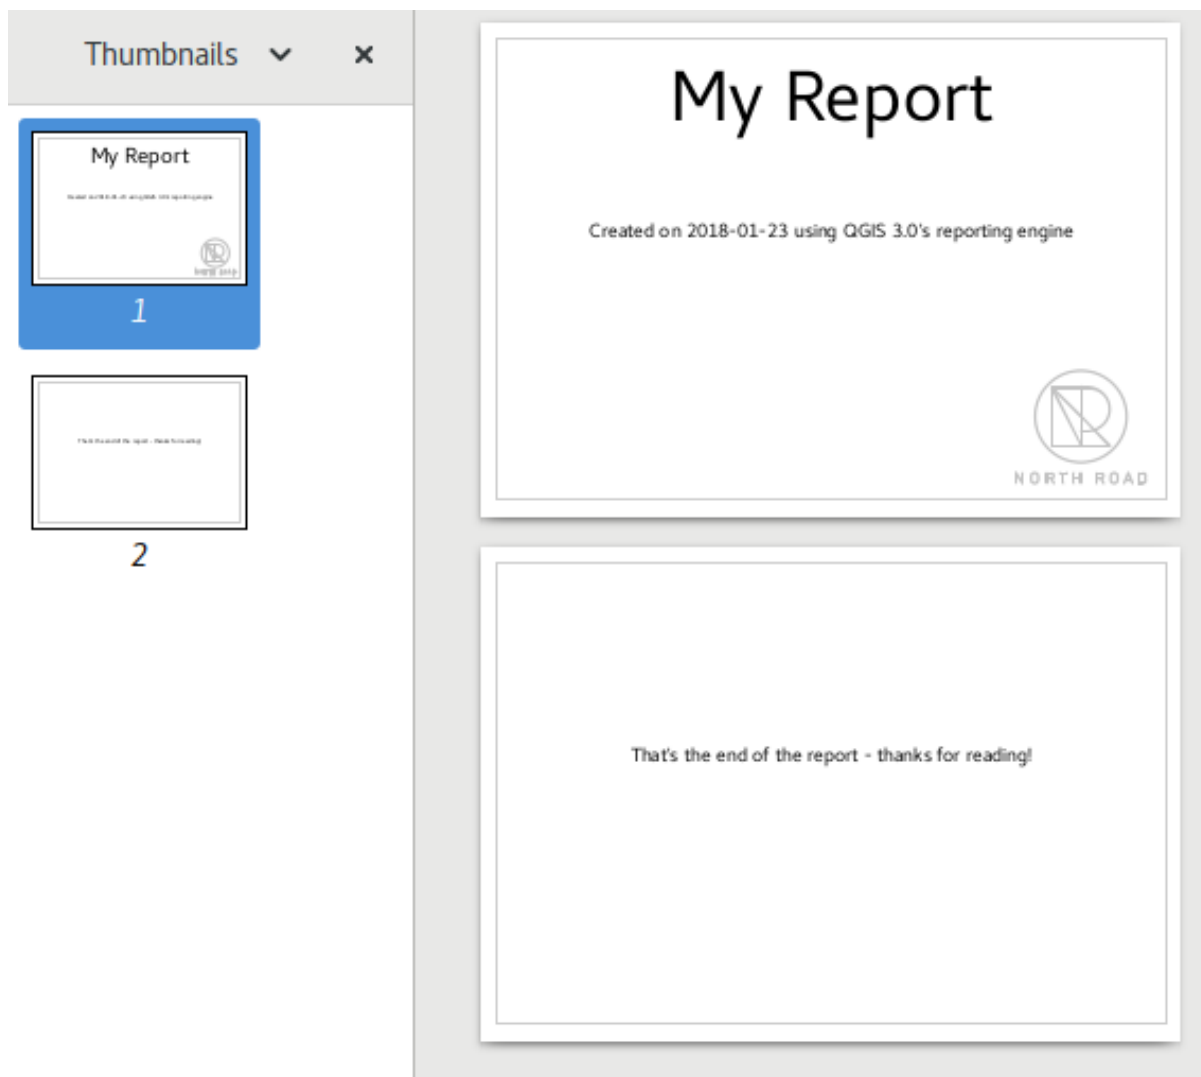 Thumbnails
My Report
1
2
My Report
Created on 2018-01-23 using QGIS 3.0's reporting engine
NORTH ROAD
That's the end of the report - thanks for reading!